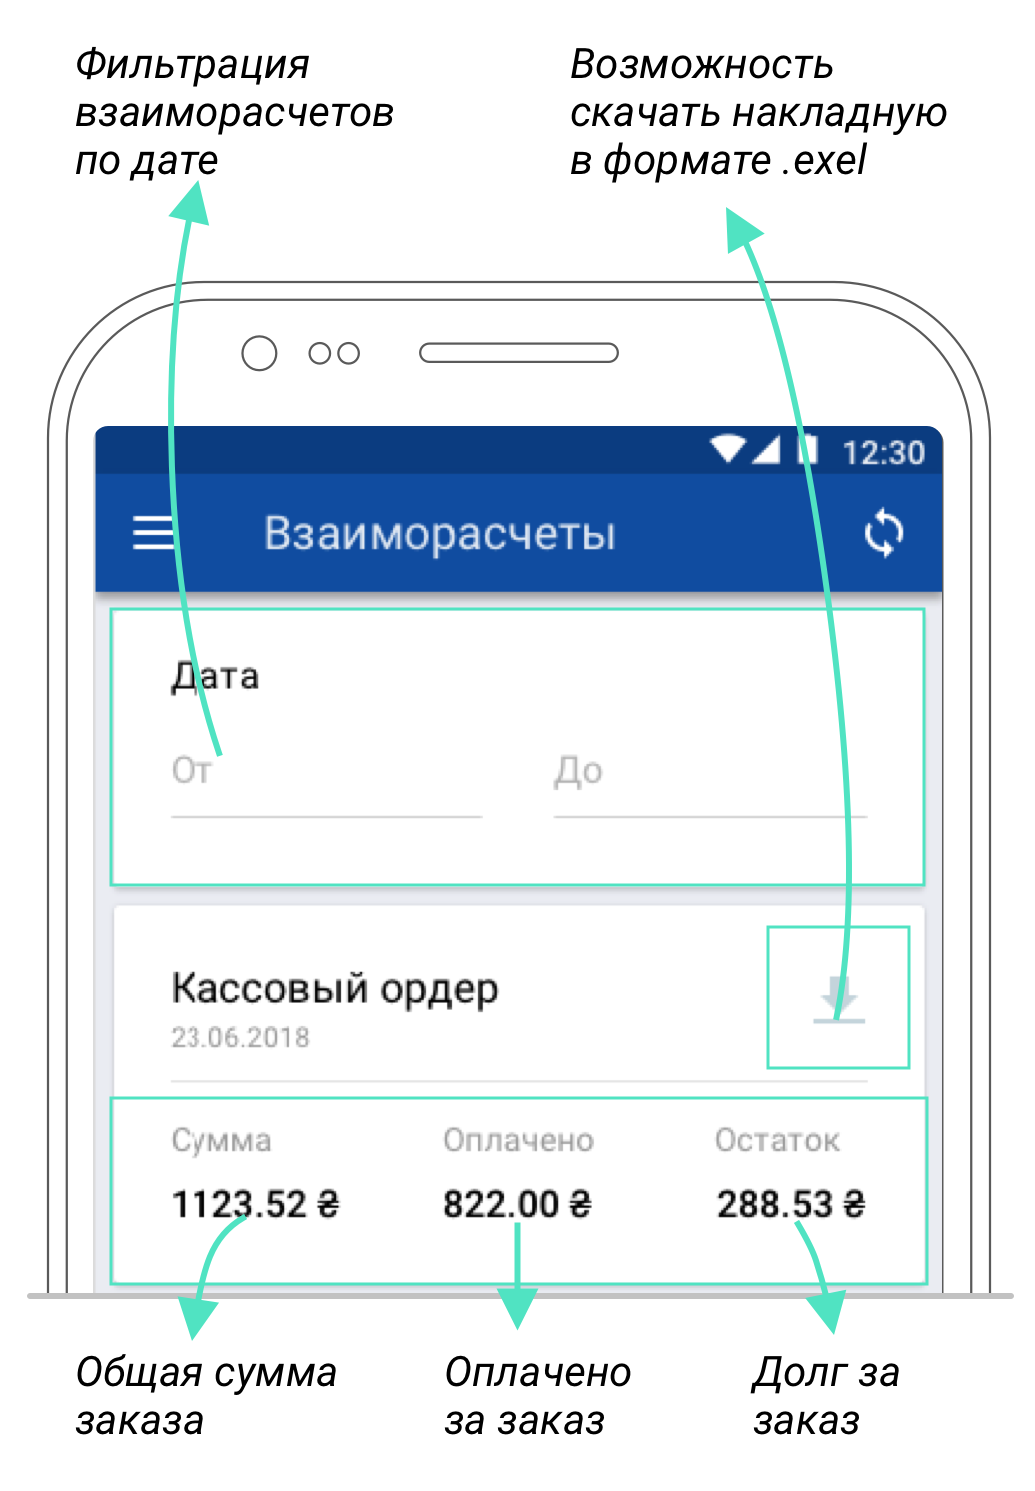 Фильтрация
взаиморасчетов
по дате
Возможность
скачать накладную
в формате .exel
12:30
Взаиморасчеты
Дата
От До
Кассовый ордер
23.06.2018
Сумма Оплачено Остаток
1123.52 ₴ 822.00 ₴ 288.53 ₴
Общая сумма
заказа
Оплачено
за заказ
Долг за
заказ